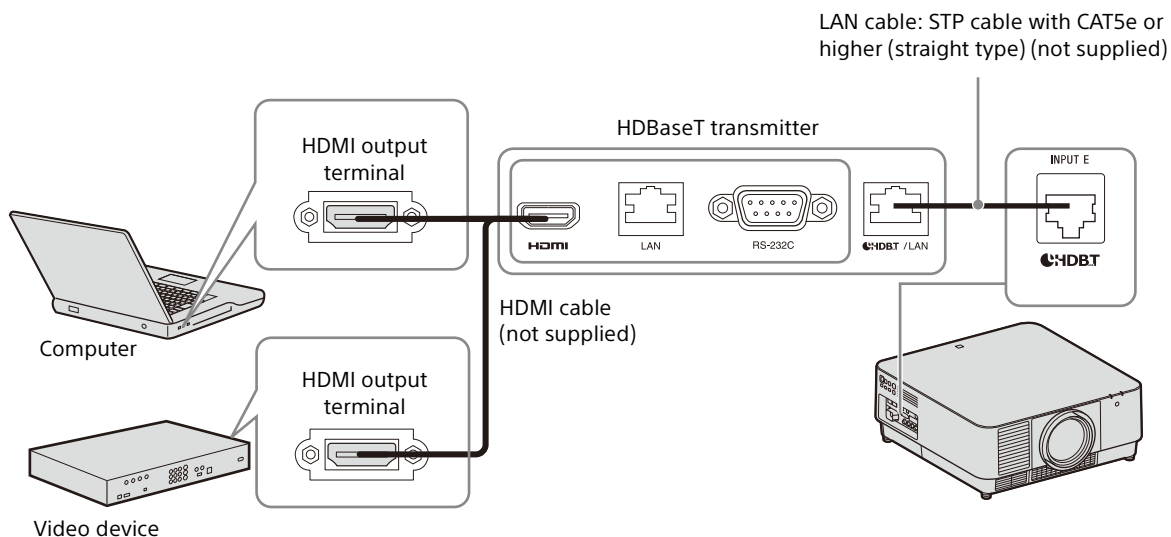 LAN cable: STP cable with CAT5e or
higher (straight type) (not supplied)
HDBaseT transmitter
HDMI output
terminal
INPUT E
HDMI
LAN
RS-232C
HDBT / LAN
HDBT
HDMI cable
(not supplied)
Computer
HDMI output
terminal
Video device